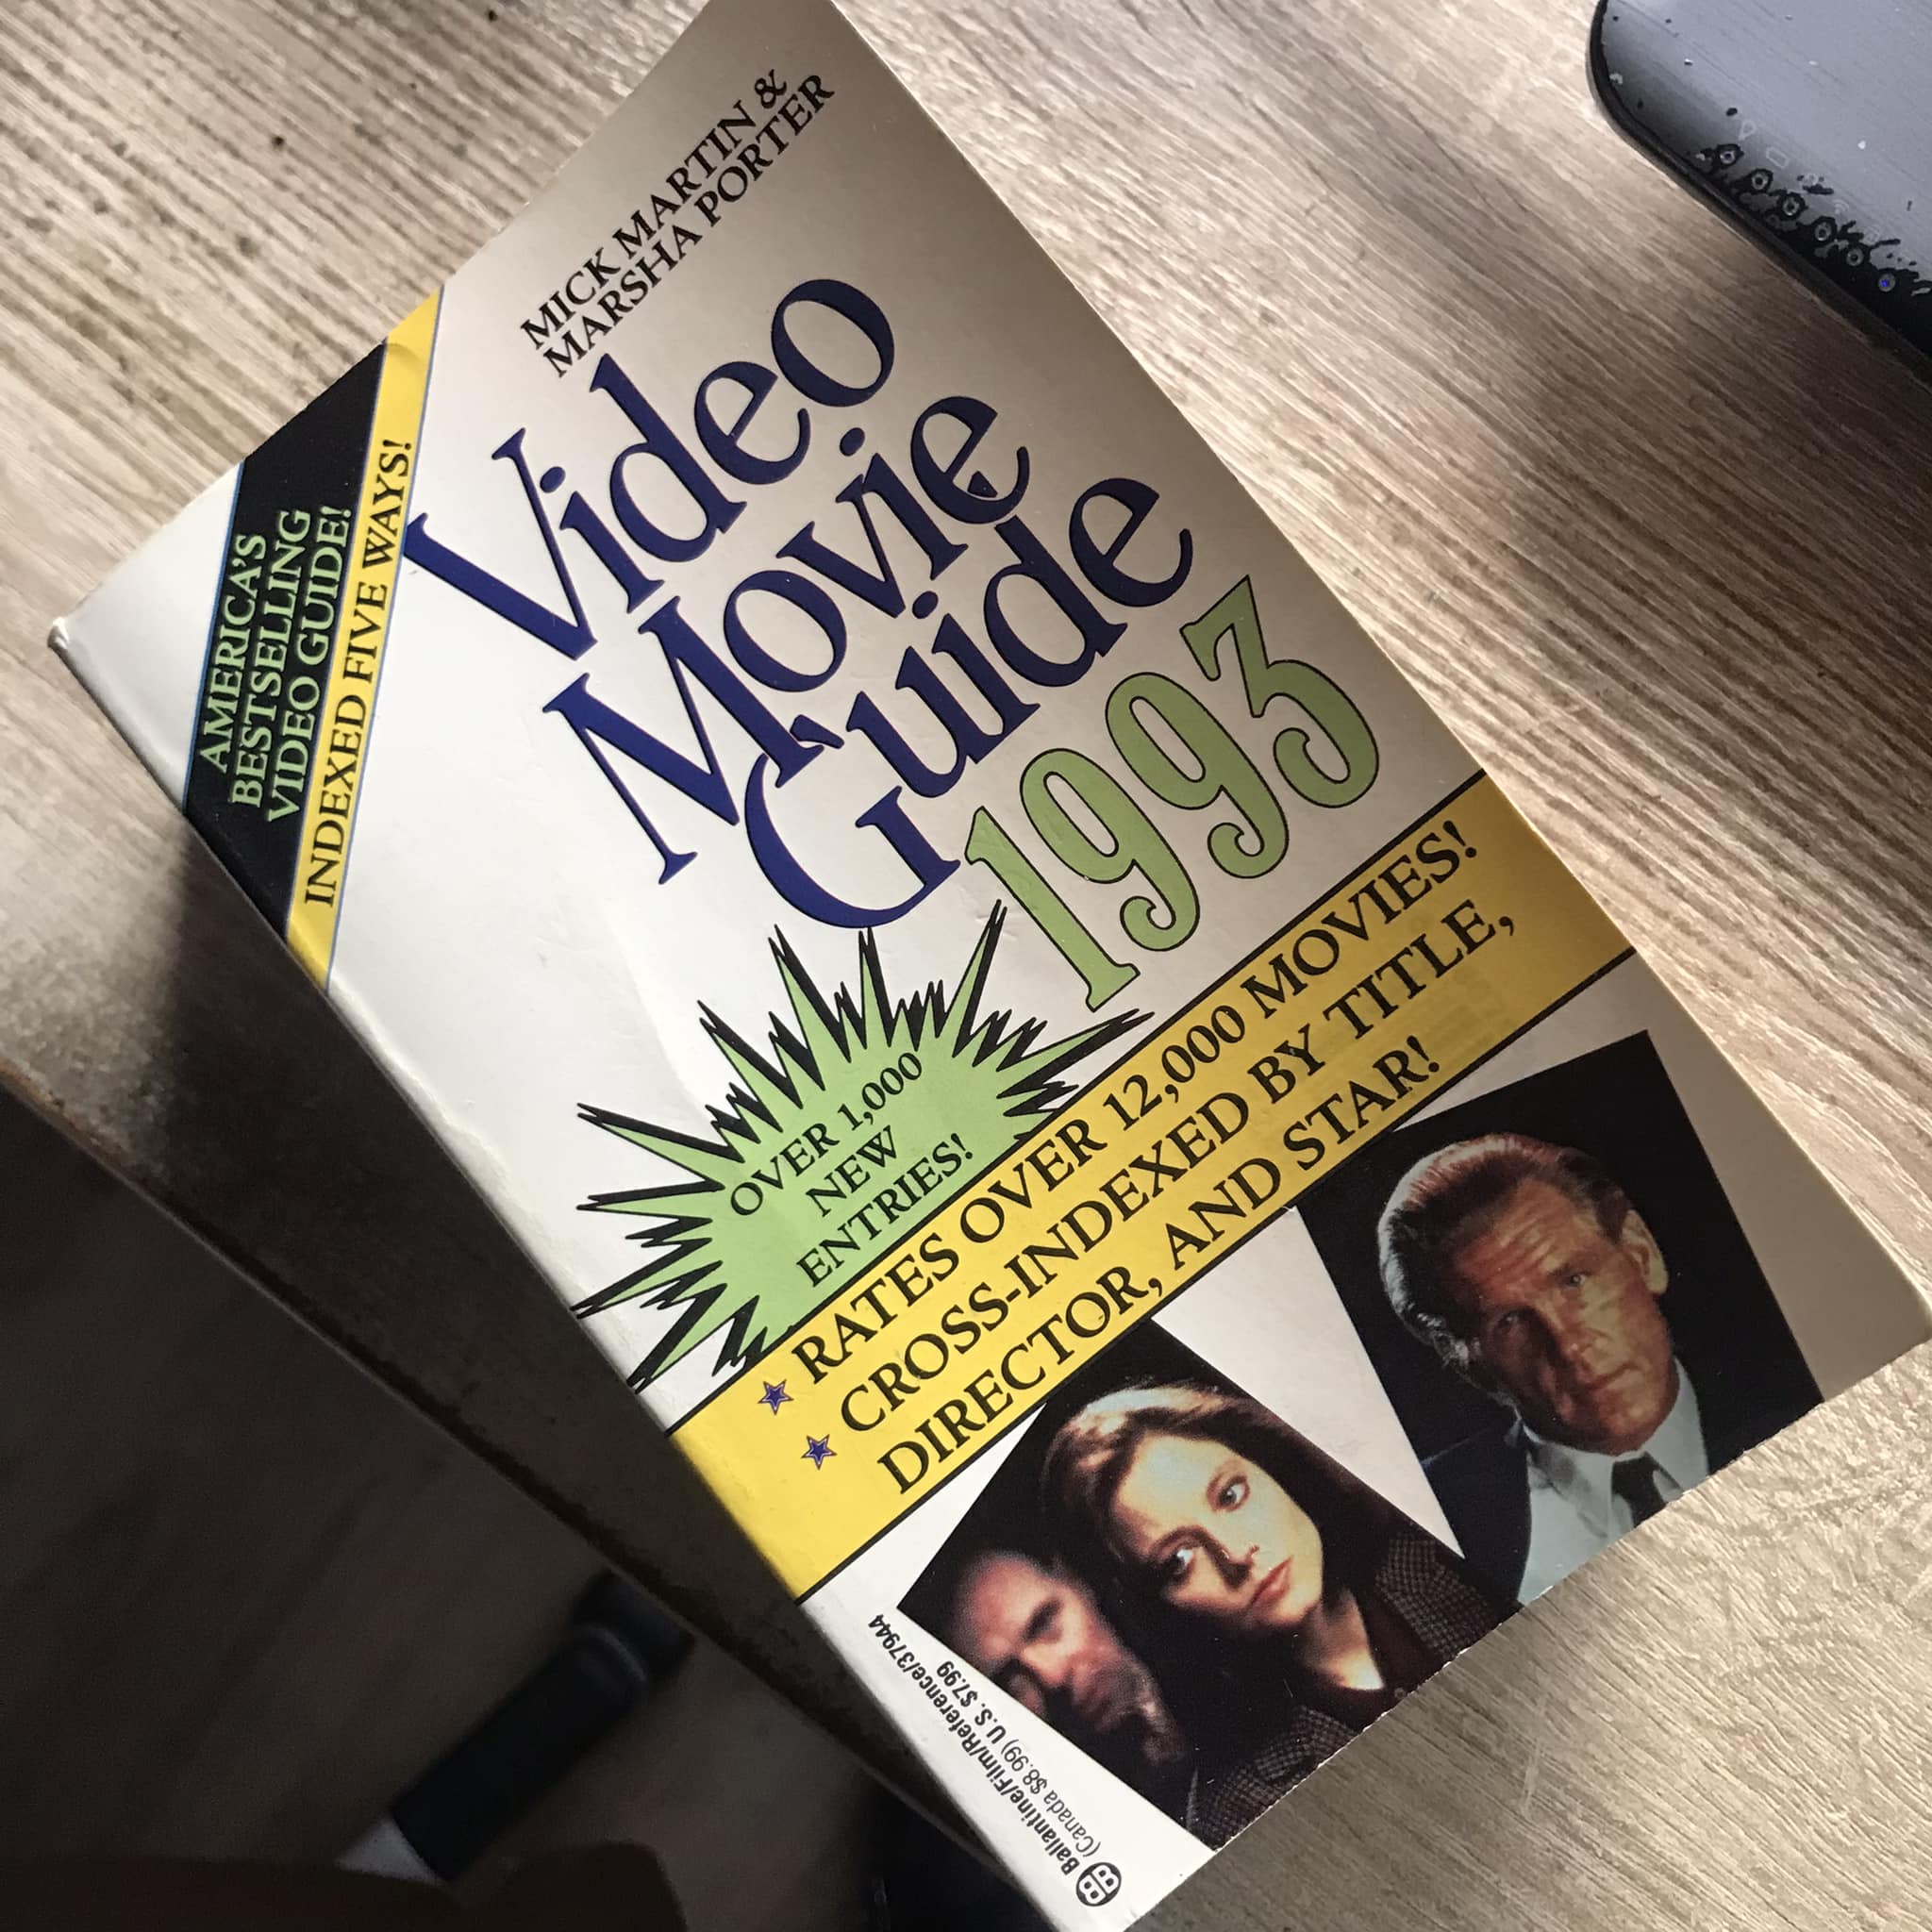 MICK MARTIN &
MARSHA PORTER
AMERICA'S
BESTSELLING
VIDEO GUIDE!
INDEXED FIVE WAYS!
Video
Movie
Guide
1993
OVER 1,000
NEW
ENTRIES!
RATES OVER 12,000 MOVIES!
CROSS-INDEXED BY TITLE,
DIRECTOR, AND STAR!
BB
Ballantine/Film/Reference/37944
(Canada $8.99) U.S. $7.99